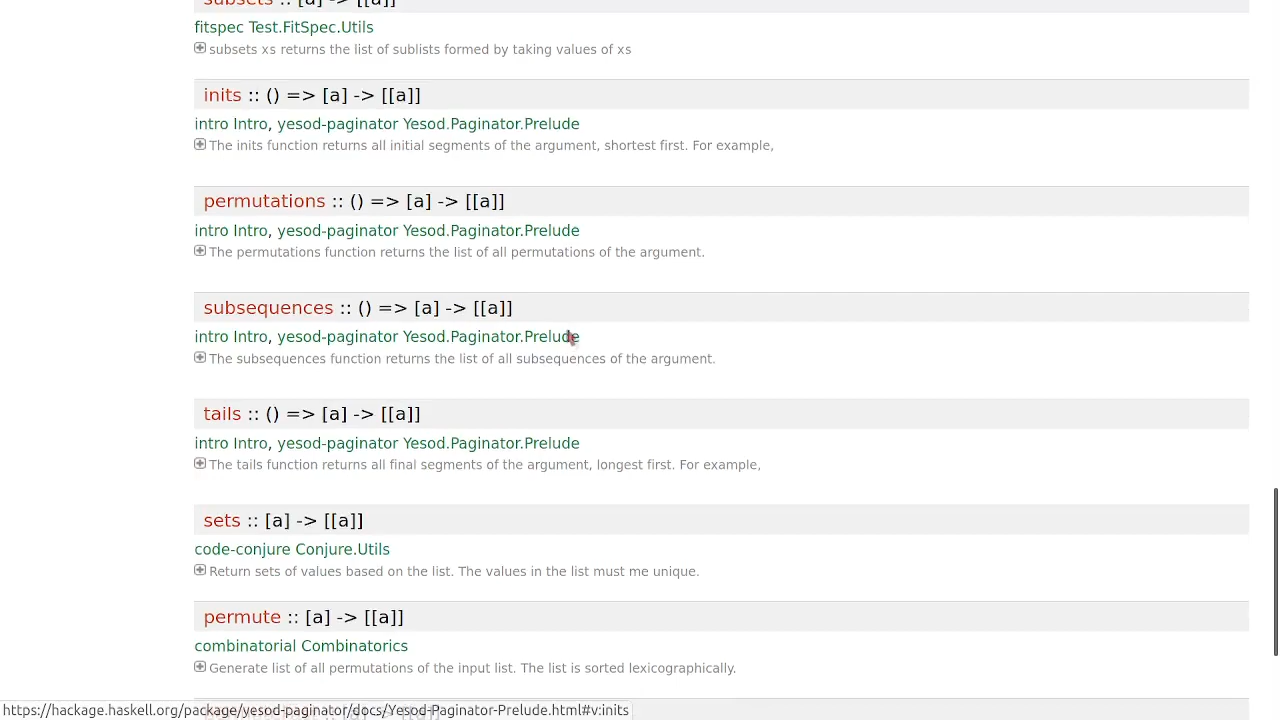 subsets :: [a] -> [[a]]
fitspec Test.FitSpec.Utils
subsets xs returns the list of sublists formed by taking values of xs
inits :: () => [a] -> [[a]]
intro Intro, yesod-paginator Yesod.Paginator.Prelude
The inits function returns all initial segments of the argument, shortest first. For example,
permutations :: () => [a] -> [[a]]
intro Intro, yesod-paginator Yesod.Paginator.Prelude
The permutations function returns the list of all permutations of the argument.
subsequences :: () => [a] -> [[a]]
intro Intro, yesod-paginator Yesod.Paginator.Prelude
The subsequences function returns the list of all subsequences of the argument.
tails :: () => [a] -> [[a]]
intro Intro, yesod-paginator Yesod.Paginator.Prelude
The tails function returns all final segments of the argument, longest first. For example,
sets :: [a] -> [[a]]
code-conjure Conjure.Utils
Return sets of values based on the list. The values in the list must me unique.
permute :: [a] -> [[a]]
combinatorial Combinatorics
Generate list of all permutations of the input list. The list is sorted lexicographically.
https://hackage.haskell.org/package/yesod-paginator/docs/Yesod-Paginator-Prelude.html#v:inits